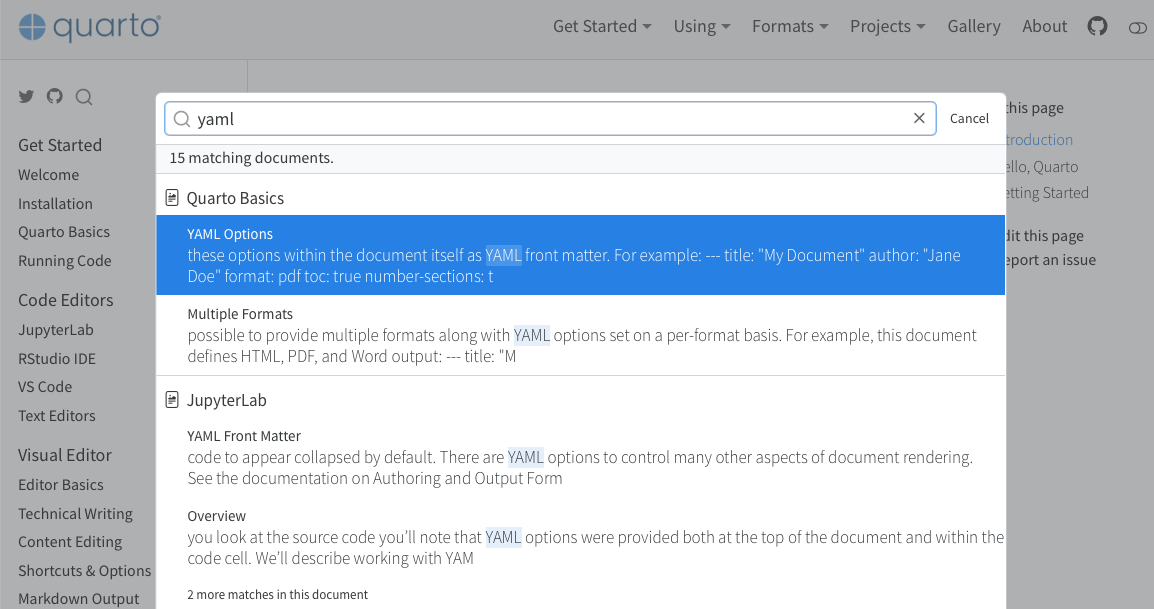 quarto
Get Started Using Formats Projects Gallery About
yaml
Cancel
15 matching documents.
Quarto Basics
YAML Options
these options within the document itself as YAML front matter. For example: --- title: "My Document" author: "Jane
Doe" format: pdf toc: true number-sections: t
Multiple Formats
possible to provide multiple formats along with YAML options set on a per-format basis. For example, this document
defines HTML, PDF, and Word output: --- title: "M
JupyterLab
YAML Front Matter
code to appear collapsed by default. There are YAML options to control many other aspects of document rendering.
See the documentation on Authoring and Output Form
Overview
you look at the source code you’ll note that YAML options were provided both at the top of the document and within the
code cell. We’ll describe working with YAM
2 more matches in this document
Get Started
Welcome
Installation
Quarto Basics
Running Code
Code Editors
JupyterLab
RStudio IDE
VS Code
Text Editors
Visual Editor
Editor Basics
Technical Writing
Content Editing
Shortcuts & Options
Markdown Output
this page
troduction
ello, Quarto
etting Started
dit this page
eport an issue